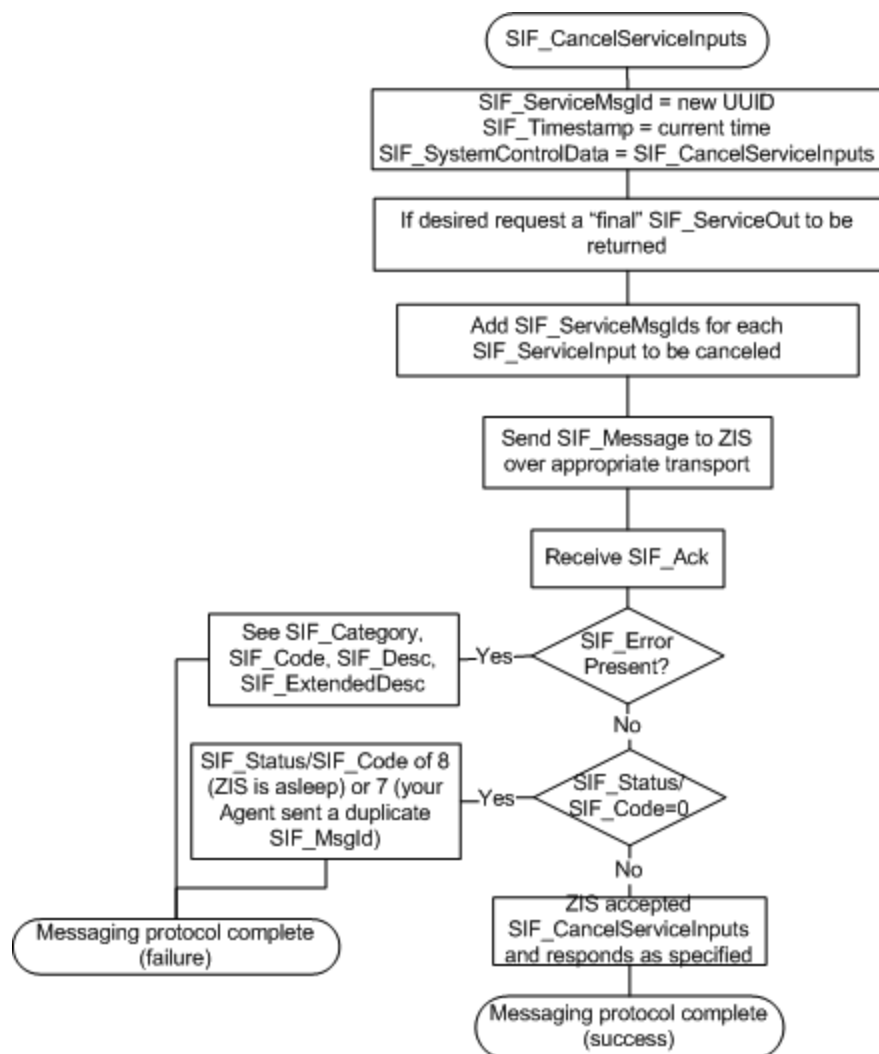 SIF_CancelServiceInputs
SIF_ServiceMsgId = new UUID
SIF_Timestamp = current time
SIF_SystemControlData = SIF_CancelServiceInputs
If desired request a “final” SIF_ServiceOut to be
returned
Add SIF_ServiceMsgIds for each
SIF_ServiceInput to be canceled
Send SIF_Message to ZIS
over appropriate transport
Receive SIF_Ack
SIF_Error
Present?
Yes
See SIF_Category,
SIF_Code, SIF_Desc,
SIF_ExtendedDesc
No
SIF_Status/
SIF_Code=0
Yes
SIF_Status/SIF_Code of 8
(ZIS is asleep) or 7 (your
Agent sent a duplicate
SIF_MsgId)
No
ZIS accepted
SIF_CancelServiceInputs
and responds as specified
Messaging protocol complete
(failure)
Messaging protocol complete
(success)